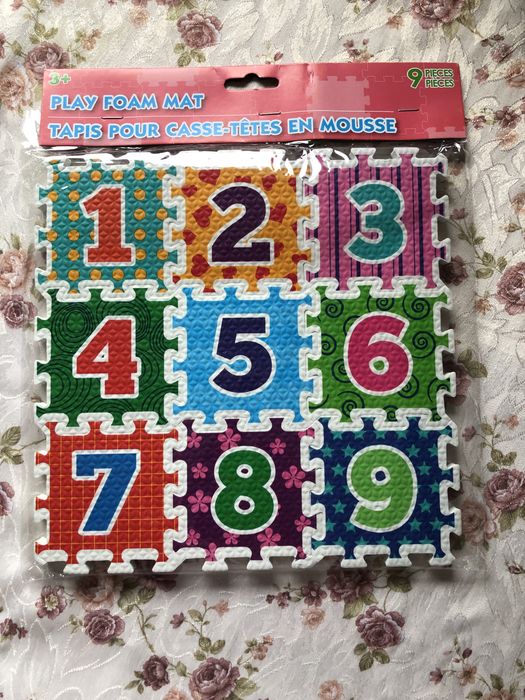 3+
9 PIECES
PIÈCES
PLAY FOAM MAT
TAPIS POUR CASSE-TÊTES EN MOUSSE
1 2 3
4 5 6
7 8 9